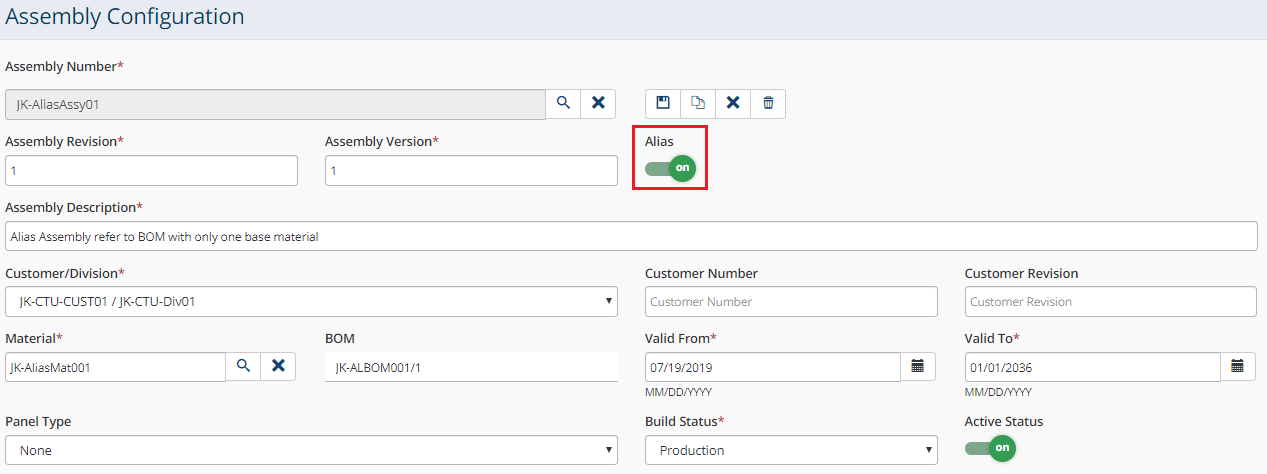 Assembly Configuration
Assembly Number*
JK-AliasAssy01
Assembly Revision* Assembly Version* Alias
1 1 on
Assembly Description*
Alias Assembly refer to BOM with only one base material
Customer/Division* Customer Number Customer Revision
JK-CTU-CUST01 / JK-CTU-Div01 Customer Number Customer Revision
Material* BOM Valid From* Valid To*
JK-AliasMat001 JK-ALBOM001/1 07/19/2019 01/01/2036
MM/DD/YYYY MM/DD/YYYY
Panel Type Build Status* Active Status
None Production on